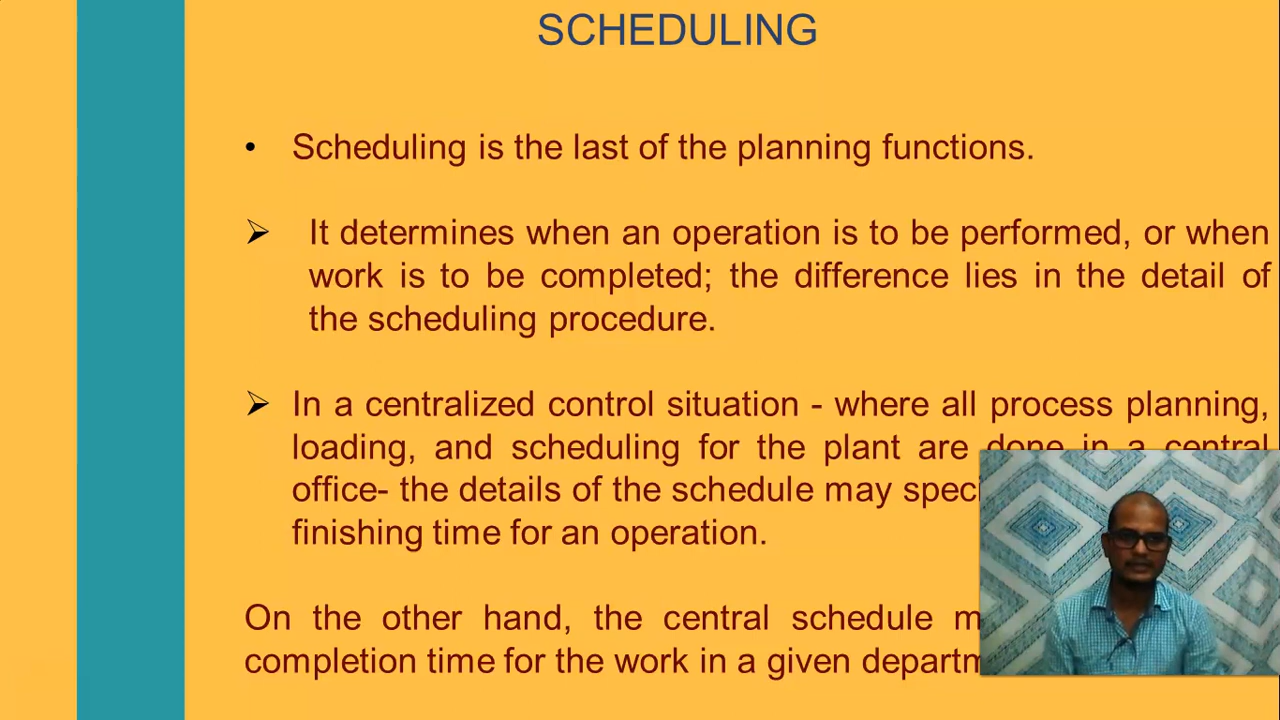 SCHEDULING
• Scheduling is the last of the planning functions.
➢ It determines when an operation is to be performed, or when
work is to be completed; the difference lies in the detail of
the scheduling procedure.
➢ In a centralized control situation - where all process planning,
loading, and scheduling for the plant are done in a central
office- the details of the schedule may
finishing time for an operation.
On the other hand, the central schedule
completion time for the work in a given